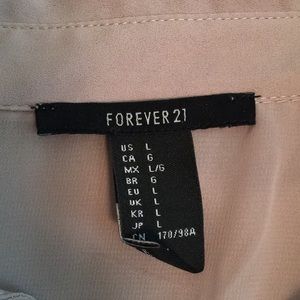 FOREVER 21
US L
CA G
MX L/G
BR G
EU L
UK L
KR L
JP L
CN 170/98A